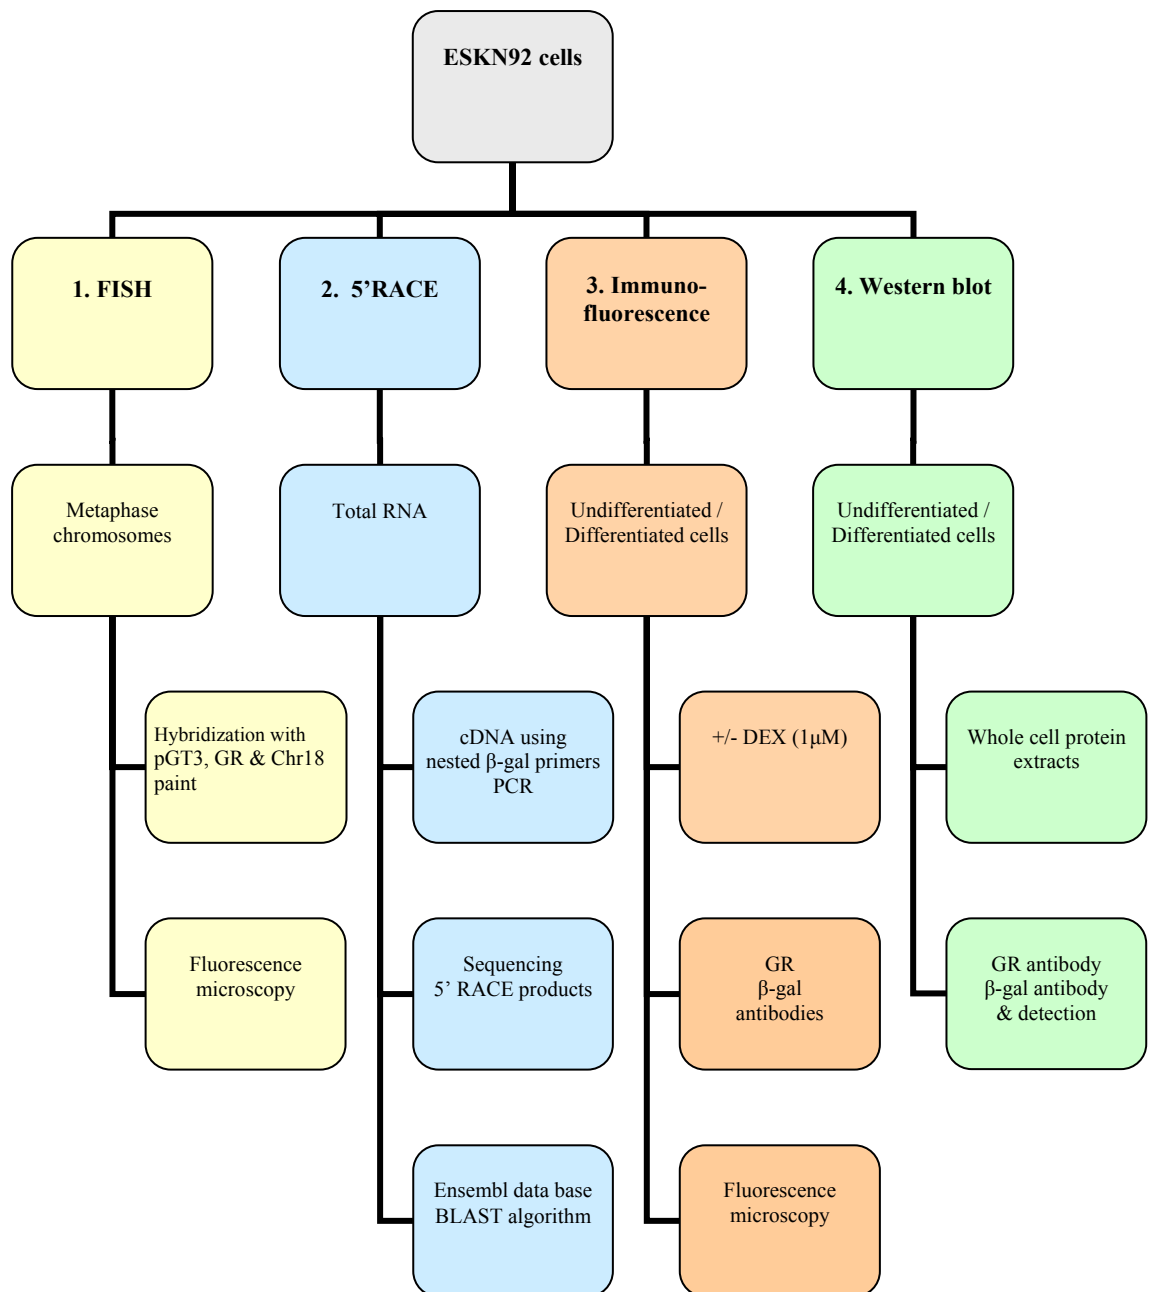 ESKN92 cells
1. FISH
2. 5’RACE
3. Immuno-
fluorescence
4. Western blot
Metaphase
chromosomes
Total RNA
Undifferentiated /
Differentiated cells
Undifferentiated /
Differentiated cells
Hybridization with
pGT3, GR & Chr18
paint
cDNA using
nested β-gal primers
PCR
+/- DEX (1μM)
Whole cell protein
extracts
Fluorescence
microscopy
Sequencing
5’ RACE products
GR
β-gal
antibodies
GR antibody
β-gal antibody
& detection
Ensembl data base
BLAST algorithm
Fluorescence
microscopy